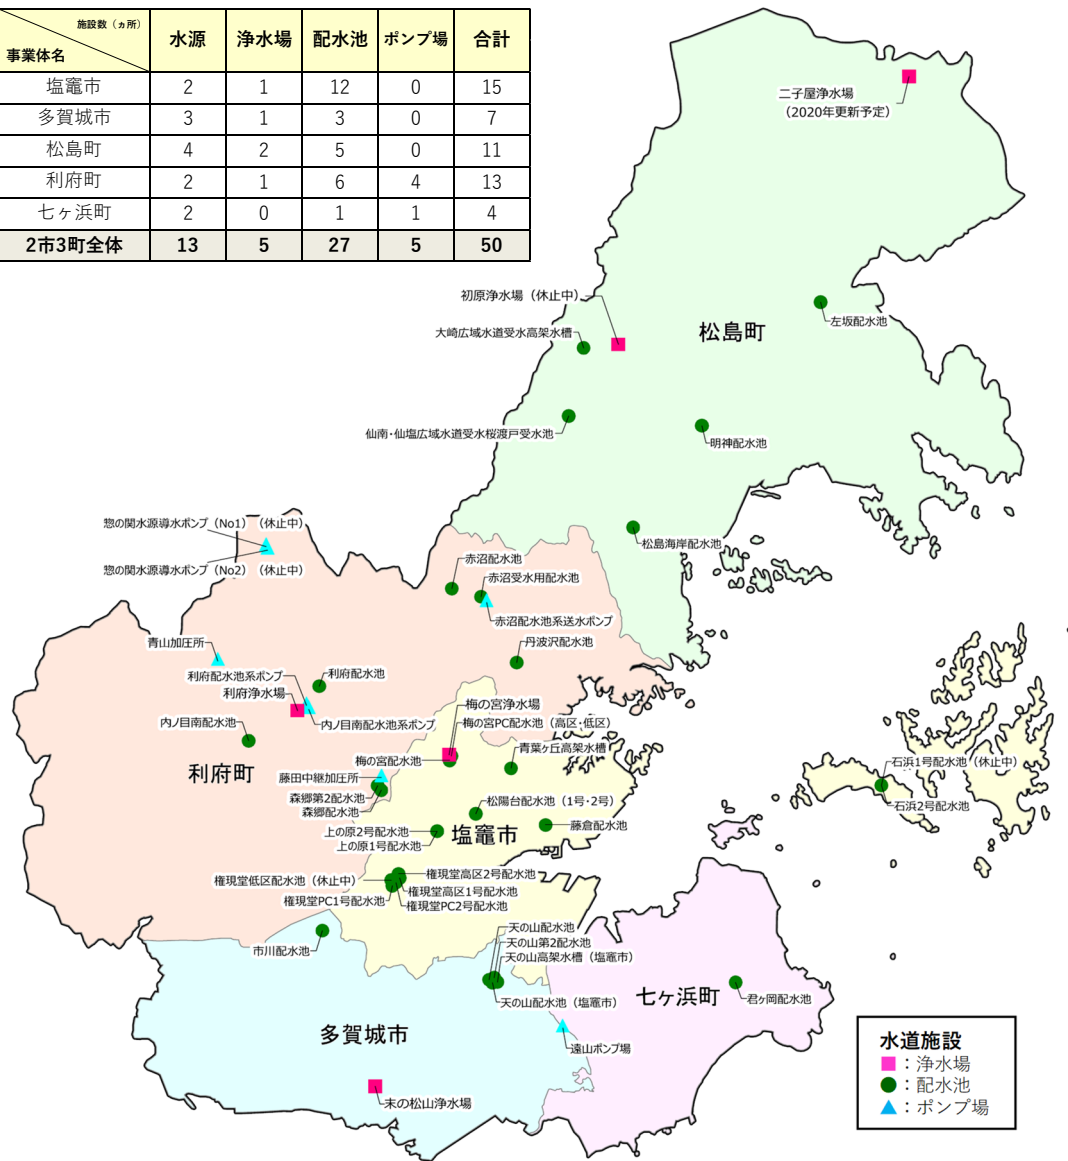 施設数（ヵ所）
事業体名
水源 浄水場 配水池 ポンプ場 合計
塩竈市 2 1 12 0 15
多賀城市 3 1 3 0 7
松島町 4 2 5 0 11
利府町 2 1 6 4 13
七ヶ浜町 2 0 1 1 4
2市3町全体 13 5 27 5 50
二子屋浄水場
（2020年更新予定）
初原浄水場（休止中）
大崎広域水道受水高架水槽
松島町
左坂配水池
仙南・仙塩広域水道受水桜渡戸受水池
明神配水池
松島海岸配水池
惣の関水源導水ポンプ（No1）（休止中）
惣の関水源導水ポンプ（No2）（休止中）
赤沼配水池
赤沼受水用配水池
赤沼配水池系送水ポンプ
丹波沢配水池
青山加圧所
利府配水池系ポンプ
利府配水池
利府浄水場
内ノ目南配水池
内ノ目南配水池系ポンプ
利府町
梅の宮浄水場
梅の宮PC配水池（高区・低区）
梅の宮配水池
青葉ヶ丘高架水槽
藤田中継加圧所
森郷第2配水池
森郷配水池
松陽台配水池（1号・2号）
上の原2号配水池
上の原1号配水池
塩竈市
藤倉配水池
石浜1号配水池（休止中）
石浜2号配水池
権現堂高区2号配水池
権現堂低区配水池（休止中）
権現堂高区1号配水池
権現堂PC1号配水池
権現堂PC2号配水池
市川配水池
天の山配水池
天の山第2配水池
天の山高架水槽（塩竈市）
天の山配水池（塩竈市）
七ヶ浜町
君ヶ岡配水池
多賀城市
遠山ポンプ場
末の松山浄水場
水道施設
：浄水場
：配水池
：ポンプ場